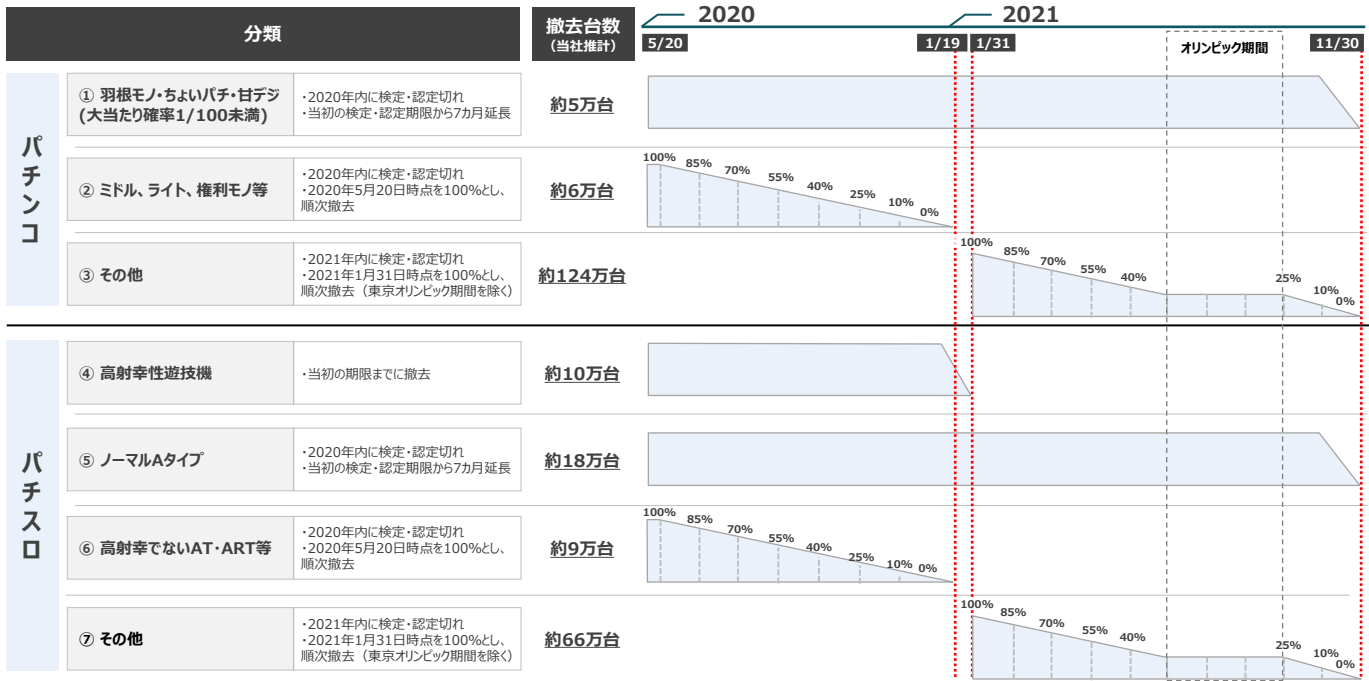 分類
撤去台数
(当社推計)
2020
2021
5/20
1/19
1/31
オリンピック期間
11/30
パチンコ
① 羽根モノ・ちょいパチ・甘デジ
(大当たり確率1/100未満)
・2020年内に検定・認定切れ
・当初の検定・認定期限から7カ月延長
約5万台
② ミドル、ライト、権利モノ等
・2020年内に検定・認定切れ
・2020年5月20日時点を100%とし、
順次撤去
約6万台
100%
85%
70%
55%
40%
25%
10%
0%
③ その他
・2021年内に検定・認定切れ
・2021年1月31日時点を100%とし、
順次撤去（東京オリンピック期間を除く）
約124万台
100%
85%
70%
55%
40%
25%
10%
0%
パチスロ
④ 高射幸性遊技機
・当初の期限までに撤去
約10万台
⑤ ノーマルAタイプ
・2020年内に検定・認定切れ
・当初の検定・認定期限から7カ月延長
約18万台
⑥ 高射幸でないAT・ART等
・2020年内に検定・認定切れ
・2020年5月20日時点を100%とし、
順次撤去
約9万台
100%
85%
70%
55%
40%
25%
10%
0%
⑦ その他
・2021年内に検定・認定切れ
・2021年1月31日時点を100%とし、
順次撤去（東京オリンピック期間を除く）
約66万台
100%
85%
70%
55%
40%
25%
10%
0%